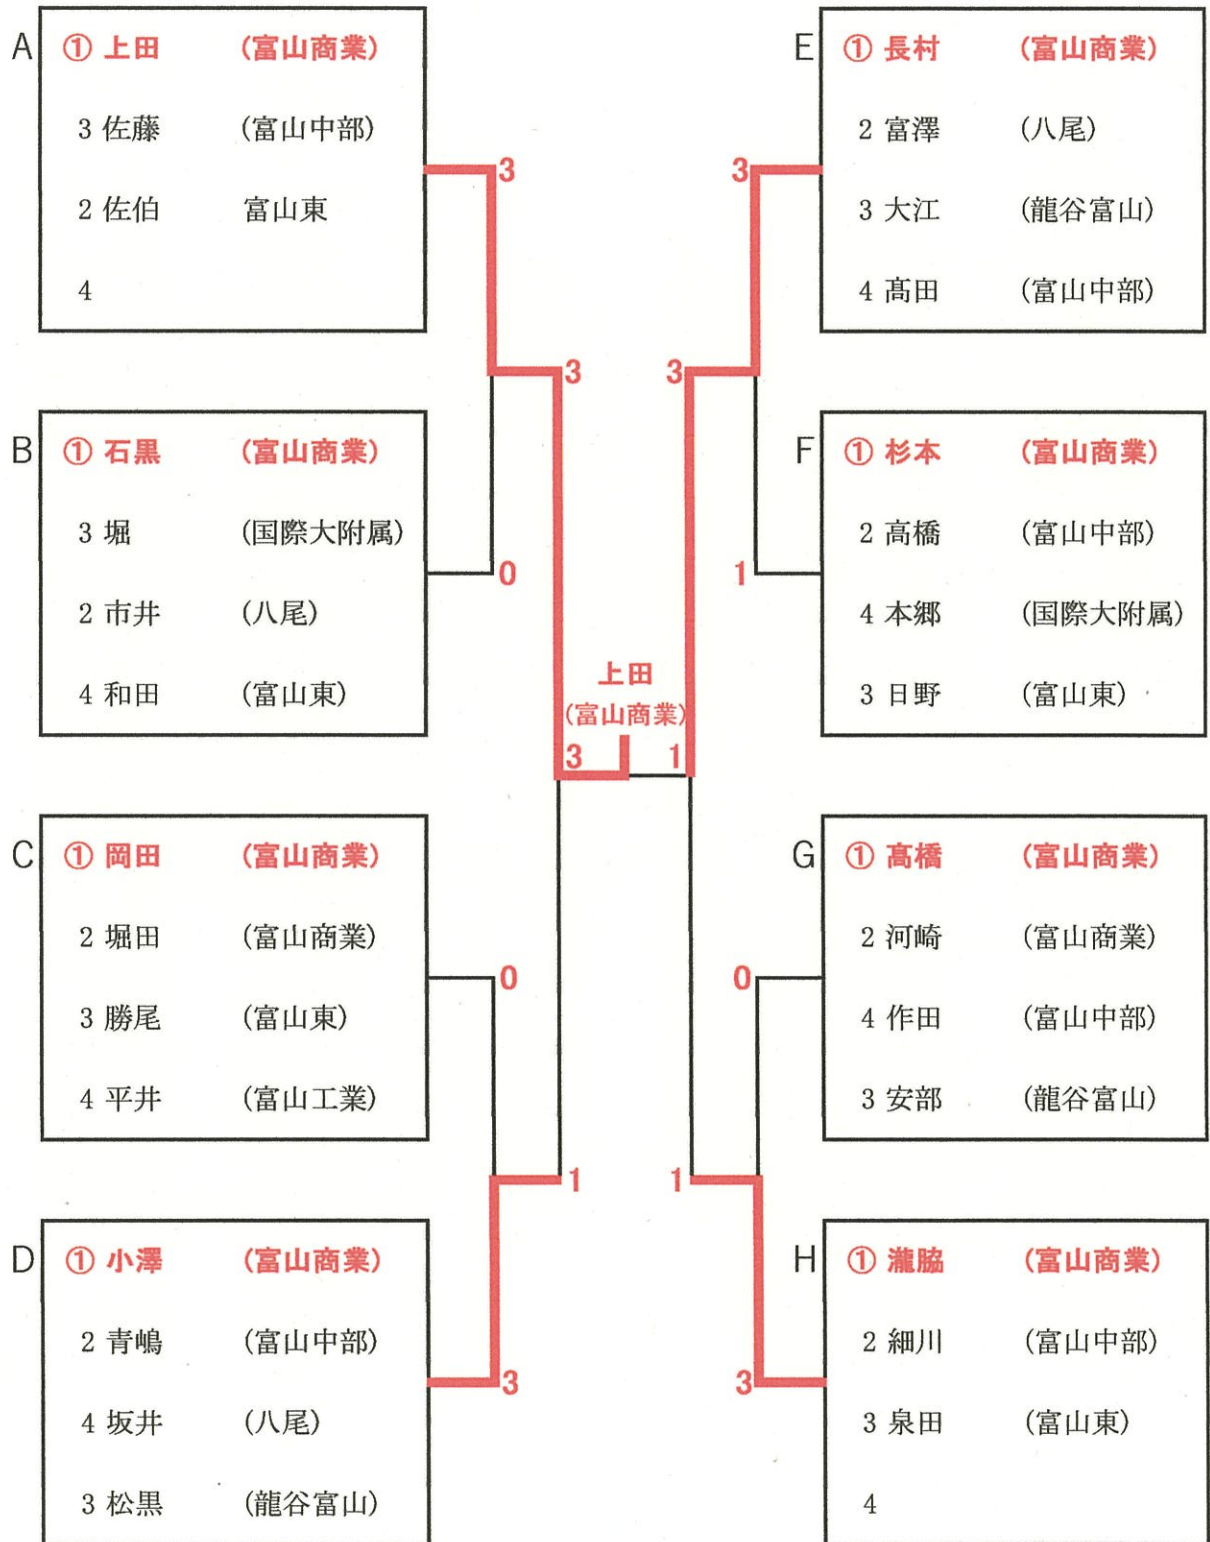 A
① 上田 (富山商業)
3 佐藤 (富山中部)
2 佐伯 富山東
4
B
① 石黒 (富山商業)
3 堀 (国際大附属)
2 市井 (八尾)
4 和田 (富山東)
C
① 岡田 (富山商業)
2 堀田 (富山商業)
3 勝尾 (富山東)
4 平井 (富山工業)
D
① 小澤 (富山商業)
2 青嶋 (富山中部)
4 坂井 (八尾)
3 松黒 (龍谷富山)
3
0
0
3
3
1
上田
(富山商業)
3 1
3
1
3
1
0
3
E
① 長村 (富山商業)
2 富澤 (八尾)
3 大江 (龍谷富山)
4 髙田 (富山中部)
F
① 杉本 (富山商業)
2 高橋 (富山中部)
4 本郷 (国際大附属)
3 日野 (富山東)
G
① 高橋 (富山商業)
2 河崎 (富山商業)
4 作田 (富山中部)
3 安部 (龍谷富山)
H
① 瀧脇 (富山商業)
2 細川 (富山中部)
3 泉田 (富山東)
4